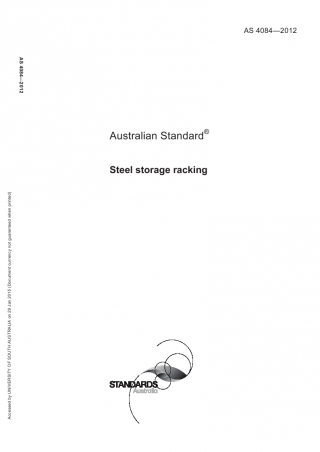 AS 4084—2012
AS 4084—2012
Australian Standard®
Steel storage racking
Accessed by UNIVERSITY OF SOUTH AUSTRALIA on 29 Jan 2015 (Document currency not guaranteed when printed)
STANDARDS
Australia